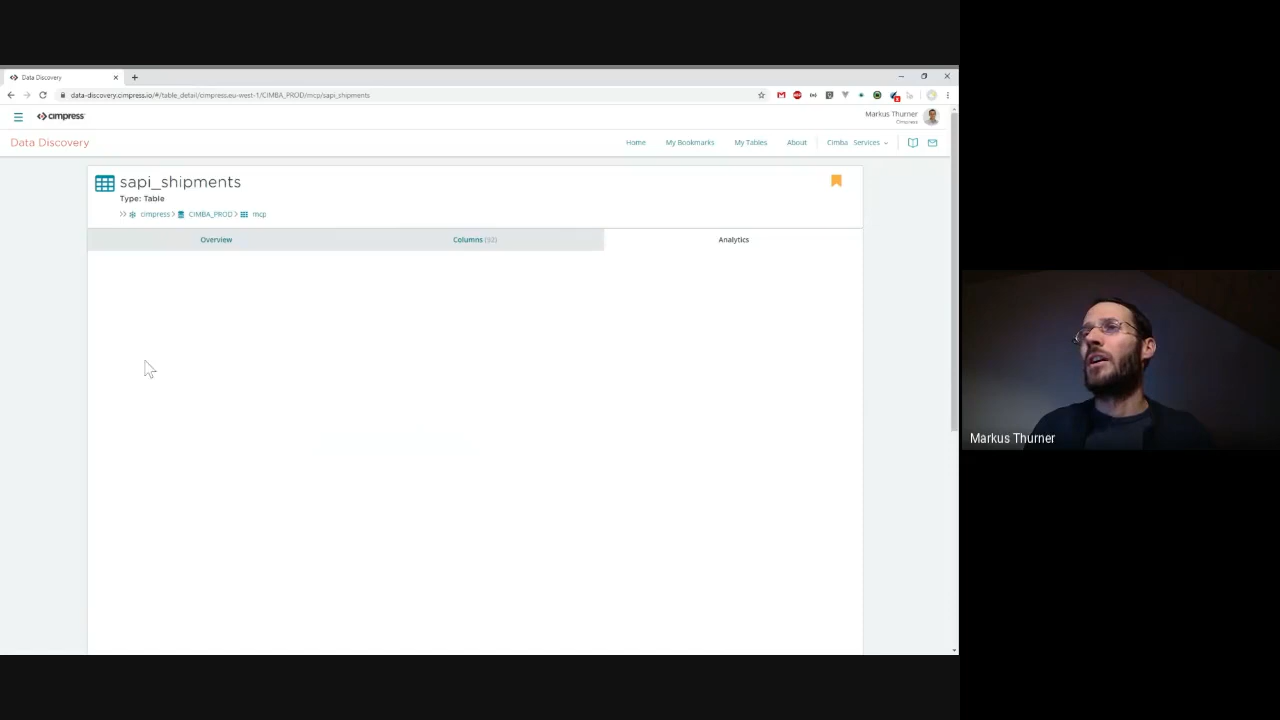 Data Discovery
data-discovery.cimpress.io/#/table_detail/cimpress.eu-west-1/CIMBA_PROD/mcp/sapi_shipments
cimpress
Markus Thurner
Cimpress
Data Discovery
Home
My Bookmarks
My Tables
About
Cimba Services
sapi_shipments
Type: Table
>> cimpress > CIMBA_PROD > mcp
Overview
Columns (32)
Analytics
Markus Thurner